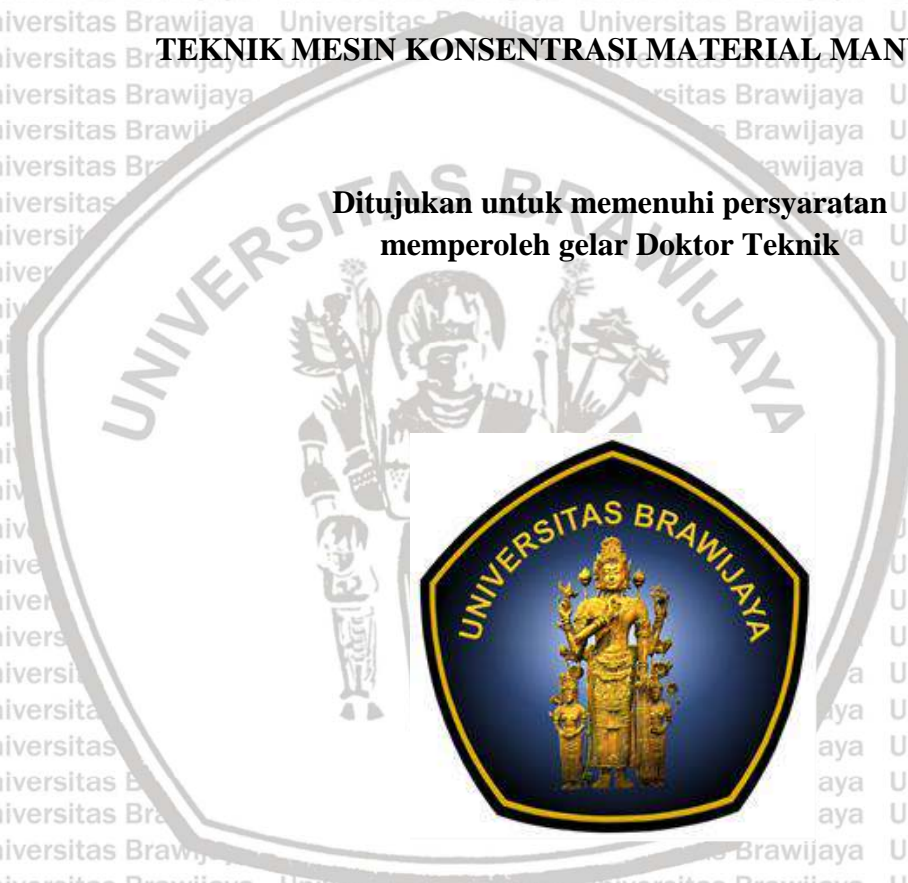 TEKNIK MESIN KONSENTRASI MATERIAL MAN
Ditujukan untuk memenuhi persyaratan
memperoleh gelar Doktor Teknik
UNIVERSITAS BRAWIJAYA
UNIVERSITAS BRAWIJAYA